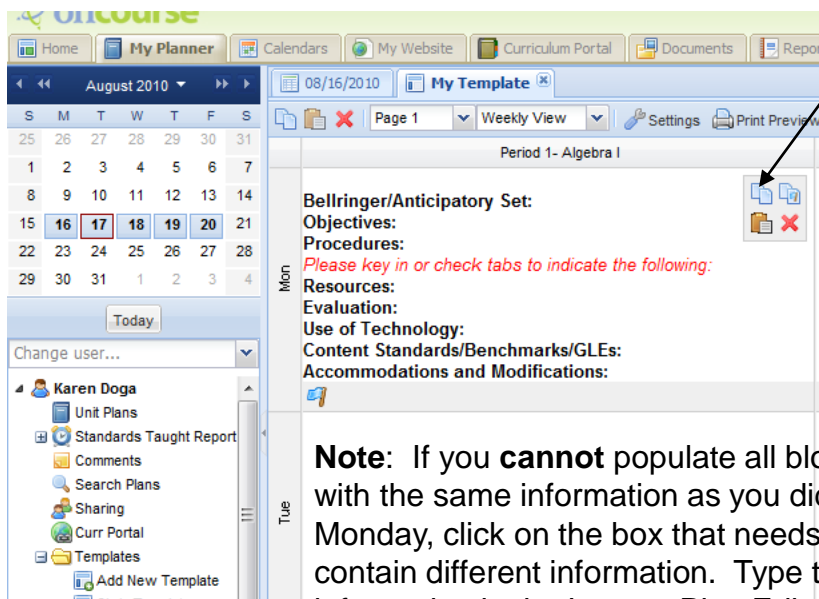 oncourse
Home My Planner Calendars My Website Curriculum Portal Documents
August 2010
08/16/2010 My Template
S M T W T F S
Page 1 Weekly View Settings Print Preview
25 26 27 28 29 30 31
Period 1- Algebra I
1 2 3 4 5 6 7
8 9 10 11 12 13 14
15 16 17 18 19 20 21
22 23 24 25 26 27 28
29 30 31 1 2 3 4
Today
Mon
Bellringer/Anticipatory Set:
Objectives:
Procedures:
Please key in or check tabs to indicate the following:
Resources:
Evaluation:
Use of Technology:
Content Standards/Benchmarks/GLEs:
Accommodations and Modifications:
Change user...
Karen Doga
Unit Plans
Standards Taught Report
Comments
Search Plans
Sharing
Curr Portal
Templates
Add New Template
Tue
Note: If you cannot populate all
with the same information as you
Monday, click on the box that needs
contain different information. Type